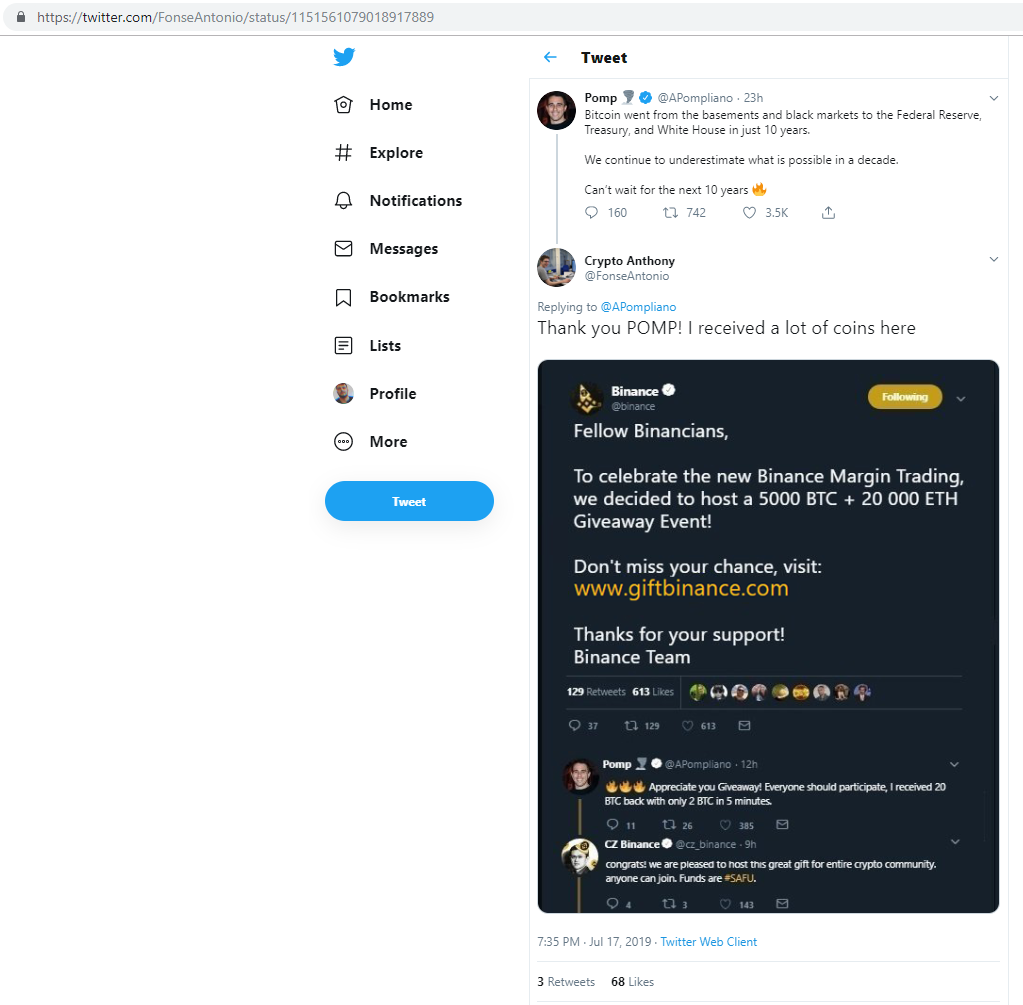 https://twitter.com/FonseAntonio/status/1151561079018917889
Home
Explore
Notifications
Messages
Bookmarks
Lists
Profile
More
Tweet
Tweet
Pomp @APompliano · 23h
Bitcoin went from the basements and black markets to the Federal Reserve,
Treasury, and White House in just 10 years.
We continue to underestimate what is possible in a decade.
Can't wait for the next 10 years 🔥
160 742 3.5K
Crypto Anthony
@FonseAntonio
Replying to @APompliano
Thank you POMP! I received a lot of coins here
Binance
@binance
Following
Fellow Binancians,
To celebrate the new Binance Margin Trading,
we decided to host a 5000 BTC + 20 000 ETH
Giveaway Event!
Don't miss your chance, visit:
www.giftbinance.com
Thanks for your support!
Binance Team
129 Retweets 613 Likes
37 129 613
Pomp @APompliano · 12h
🔥🔥🔥 Appreciate you Giveaway! Everyone should participate, I received 20
BTC back with only 2 BTC in 5 minutes.
11 26 385
CZ Binance @cz_binance · 9h
congrats! we are pleased to host this great gift for entire crypto community.
anyone can join. Funds are #SAFU.
4 3 143
7:35 PM · Jul 17, 2019 · Twitter Web Client
3 Retweets 68 Likes